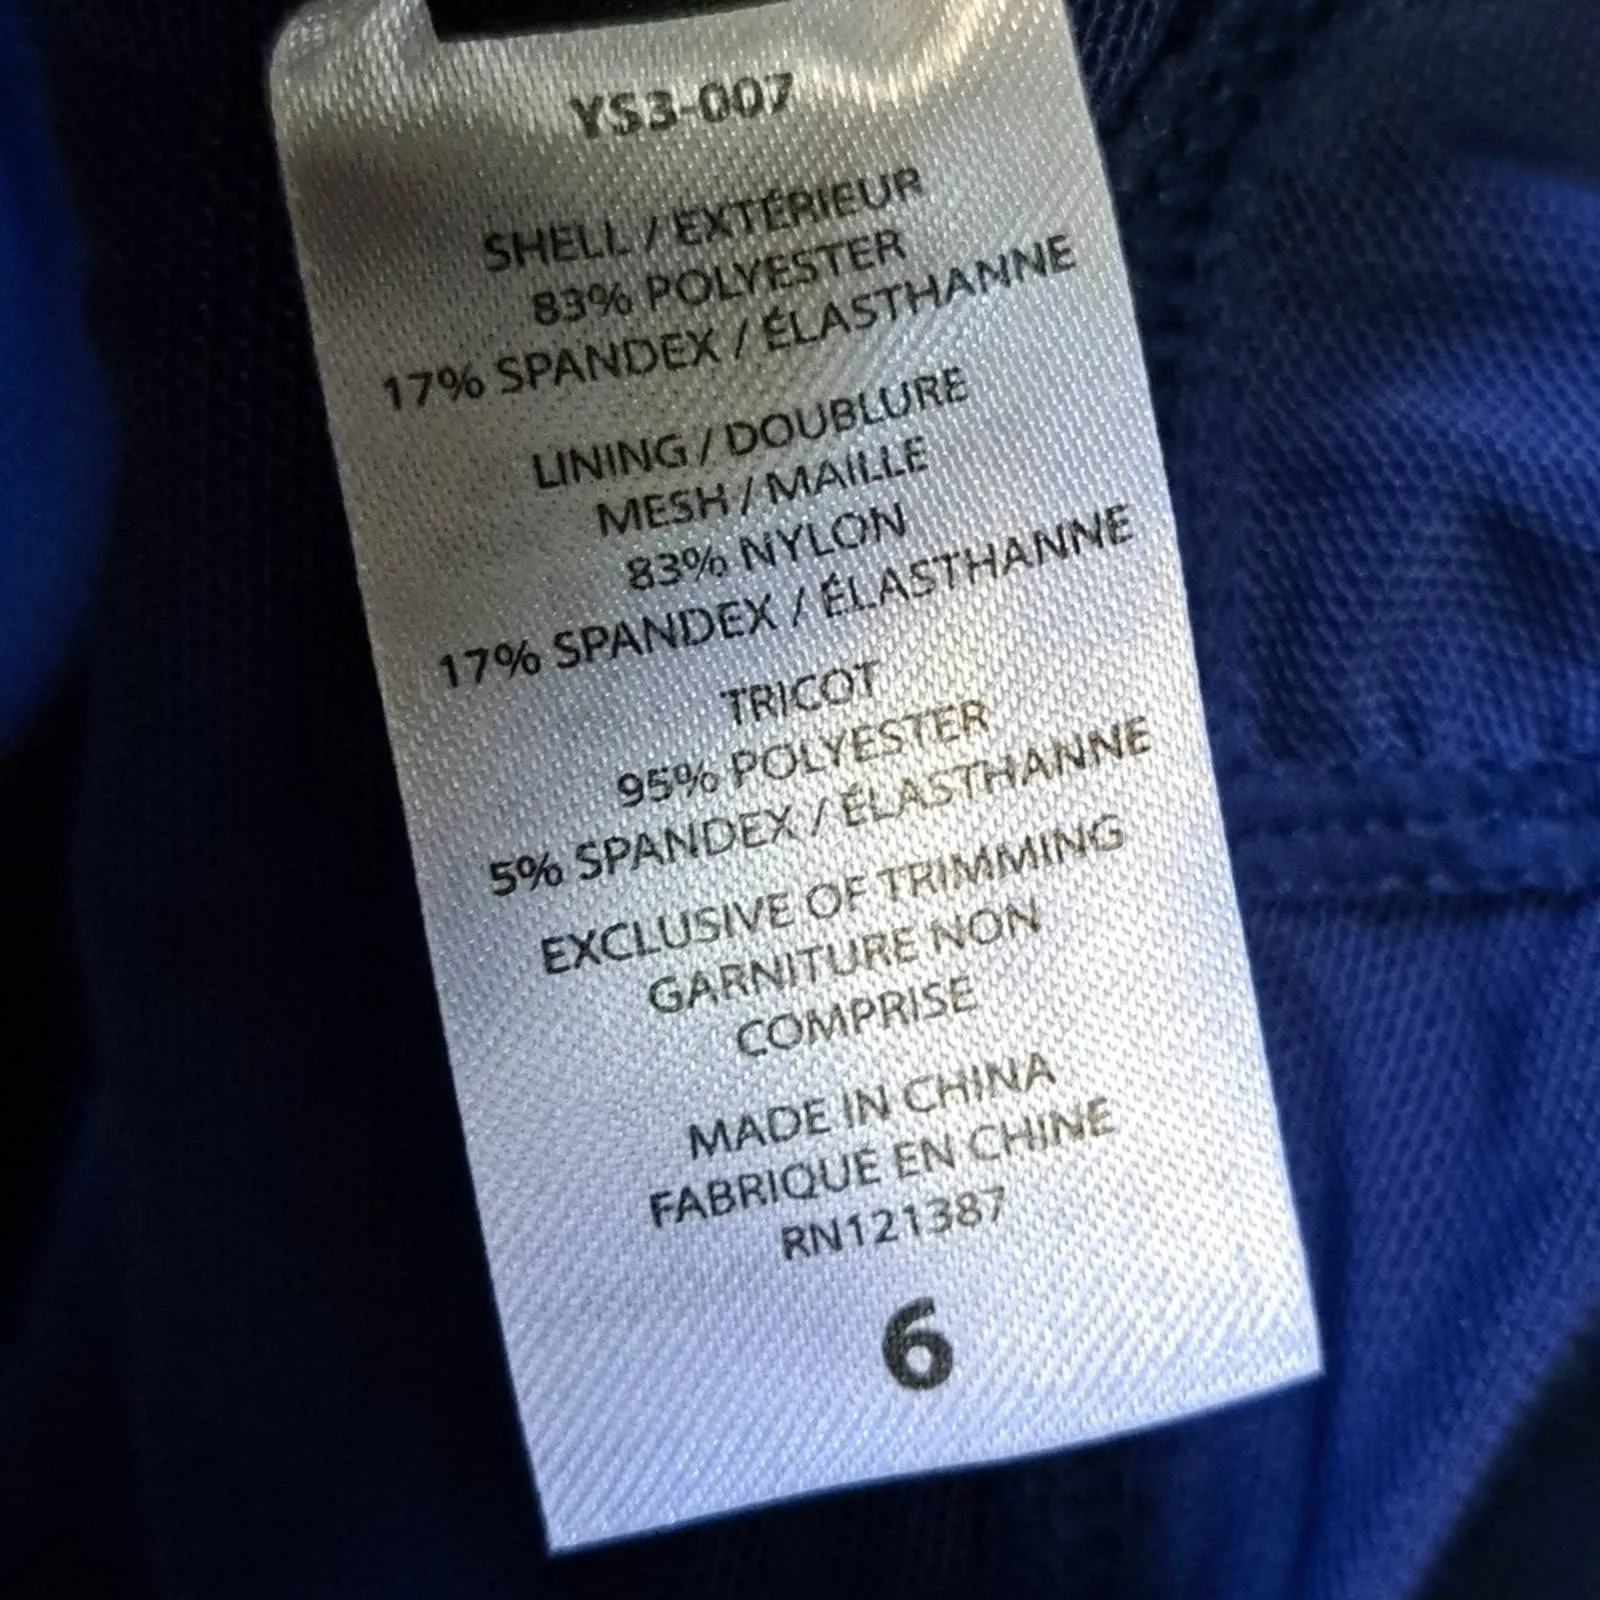 YS3-007
SHELL / EXTÉRIEUR
83% POLYESTER
17% SPANDEX / ÉLASTHANNE
LINING / DOUBLURE
MESH / MAILLE
83% NYLON
17% SPANDEX / ÉLASTHANNE
TRICOT
95% POLYESTER
5% SPANDEX / ÉLASTHANNE
EXCLUSIVE OF TRIMMING
GARNITURE NON
COMPRISE
MADE IN CHINA
FABRIQUE EN CHINE
RN121387
6